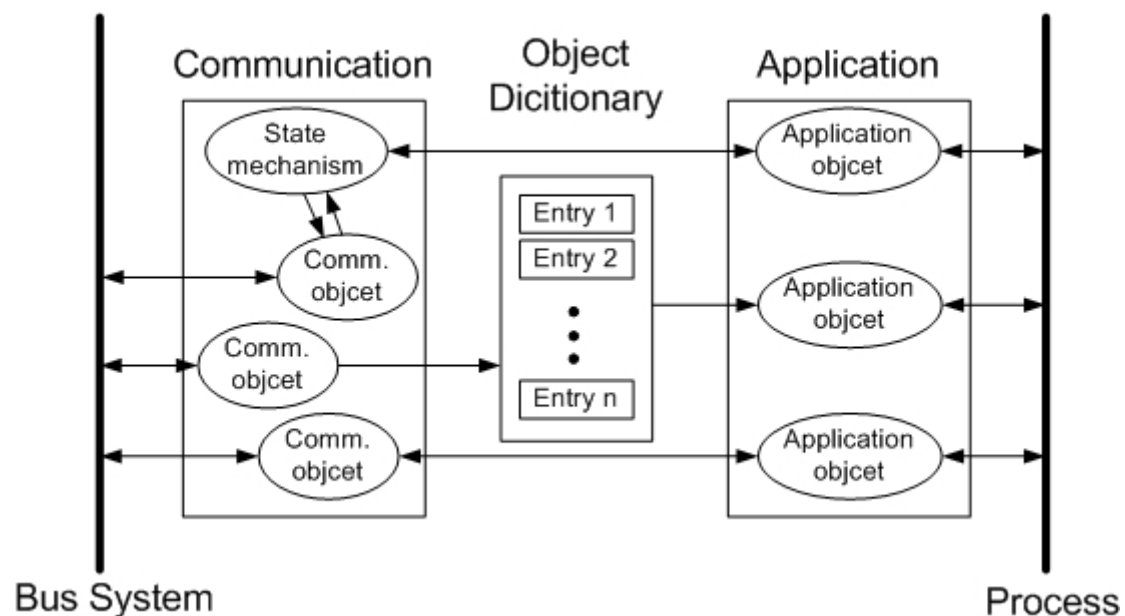 Communication
Object
Dicitionary
Application
State
mechanism
Application
objcet
Entry 1
Entry 2
Comm.
objcet
Application
objcet
Comm.
objcet
Entry n
Comm.
objcet
Application
objcet
Bus System
Process